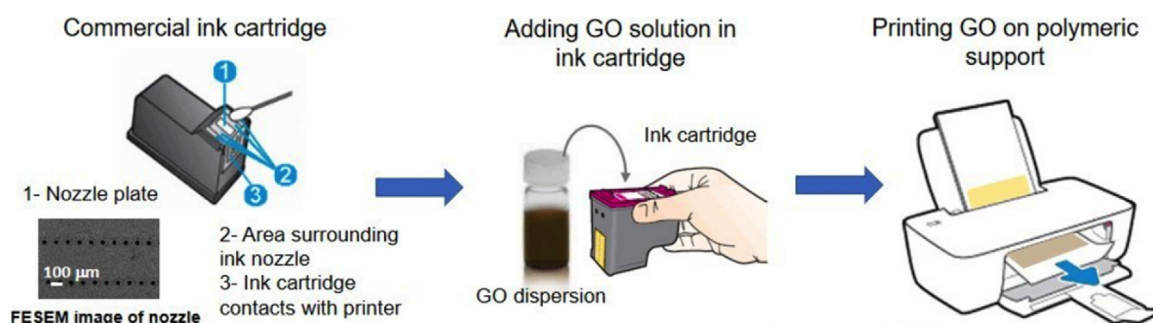 Commercial ink cartridge
1
2
3
1- Nozzle plate
100 µm
FESEM image of nozzle
2- Area surrounding
ink nozzle
3- Ink cartridge
contacts with printer
Adding GO solution in
ink cartridge
Ink cartridge
GO dispersion
Printing GO on polymeric
support